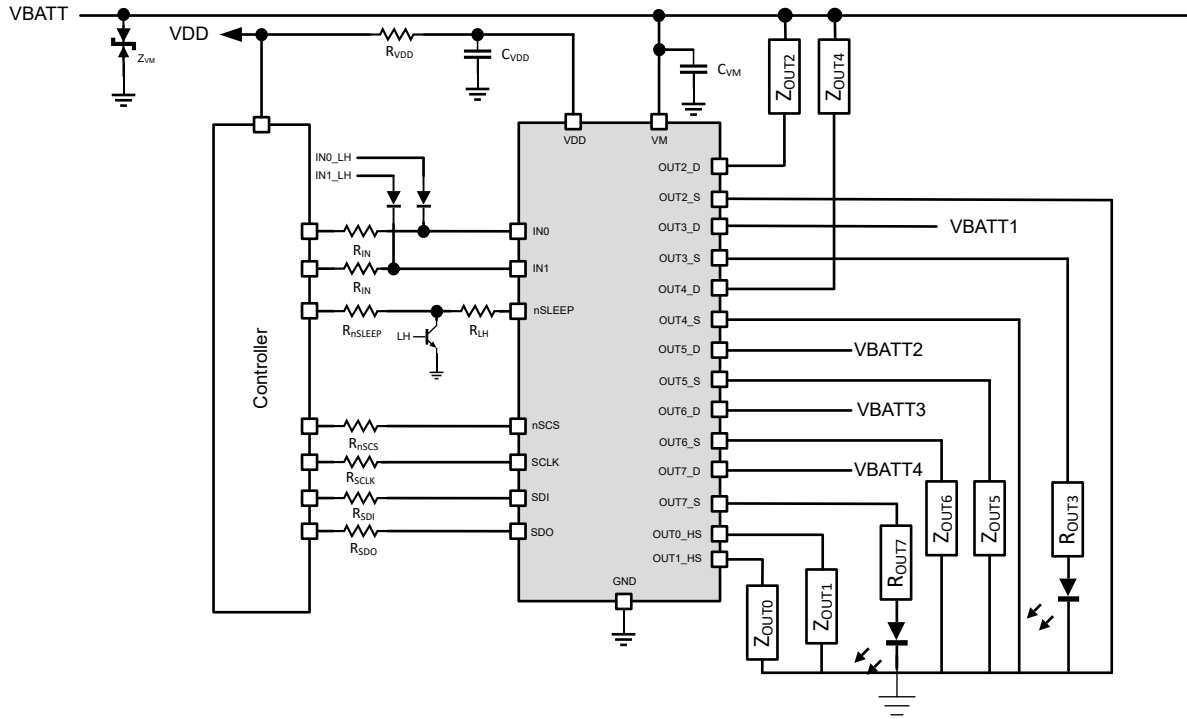 VBATT
VDD
ZVM
RVDD
CVDD
CVM
ZOUT2
ZOUT4
VDD
VM
IN0_LH
IN1_LH
RIN
RIN
RnSLEEP
LH
RLH
RnSCS
RSCLK
RSDI
RSDO
Controller
IN0
IN1
nSLEEP
nSCS
SCLK
SDI
SDO
GND
OUT2_D
OUT2_S
OUT3_D
VBATT1
OUT3_S
OUT4_D
OUT4_S
OUT5_D
VBATT2
OUT5_S
OUT6_D
VBATT3
OUT6_S
OUT7_D
VBATT4
OUT7_S
OUT0_HS
OUT1_HS
ZOUT0
ZOUT1
ROUT7
ZOUT6
ZOUT5
ROUT3